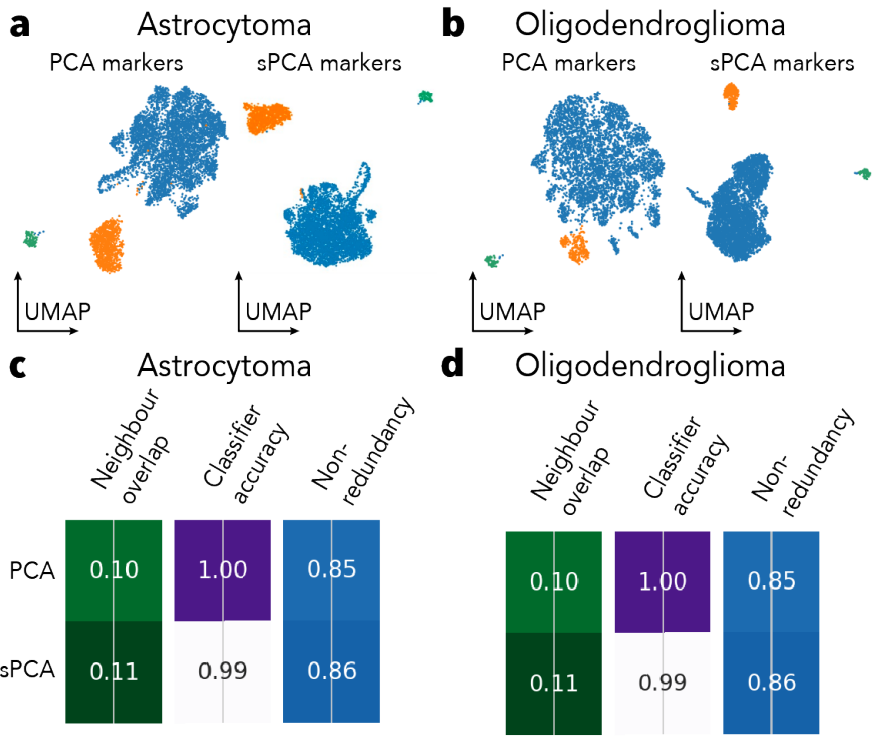 a Astrocytoma
PCA markers sPCA markers
UMAP UMAP
b Oligodendroglioma
PCA markers sPCA markers
UMAP UMAP
c Astrocytoma
Neighbour
overlap
Classifier
accuracy
Non-
redundancy
PCA 0.10 1.00 0.85
sPCA 0.11 0.99 0.86
d Oligodendroglioma
Neighbour
overlap
Classifier
accuracy
Non-
redundancy
0.10 1.00 0.85
0.11 0.99 0.86